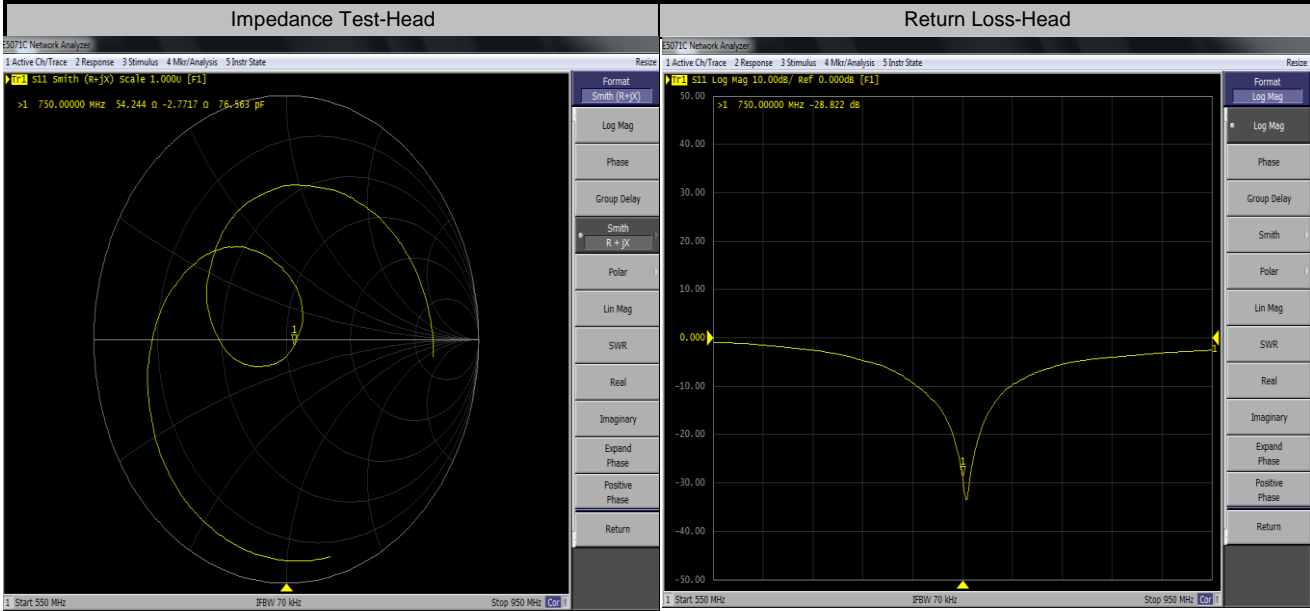 Impedance Test-Head
E5071C Network Analyzer
1 Active Ch/Trace 2 Response 3 Stimulus 4 Mkr/Analysis 5 Instr State
Resize
Tr1 S11 Smith (R+jX) Scale 1.000U [F1]
>1 750.00000 MHz 54.244 Ω -2.7717 Ω 76.563 pF
1
Format
Smith (R+jX)
Log Mag
Phase
Group Delay
Smith
R + jX
Polar
Lin Mag
SWR
Real
Imaginary
Expand
Phase
Positive
Phase
Return
1 Start 550 MHz
IFBW 70 kHz
Stop 950 MHz Cor !
Return Loss-Head
E5071C Network Analyzer
1 Active Ch/Trace 2 Response 3 Stimulus 4 Mkr/Analysis 5 Instr State
Resize
Tr1 S11 Log Mag 10.00dB/ Ref 0.000dB [F1]
50.00
>1 750.00000 MHz -28.822 dB
40.00
30.00
20.00
10.00
0.000
1
-10.00
-20.00
1
-30.00
-40.00
-50.00
Format
Log Mag
Log Mag
Phase
Group Delay
Smith
Polar
Lin Mag
SWR
Real
Imaginary
Expand
Phase
Positive
Phase
Return
1 Start 550 MHz
IFBW 70 kHz
Stop 950 MHz Cor !